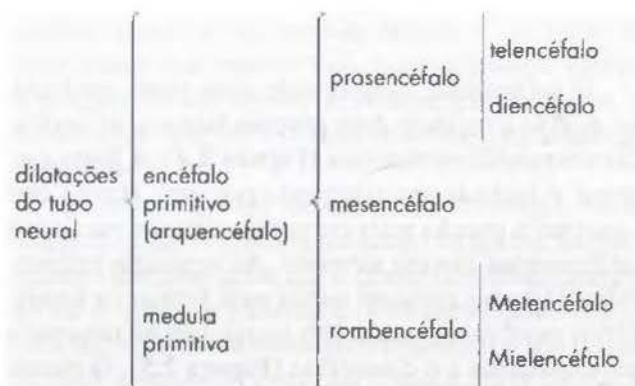 telencéfalo
prosencéfalo
diencéfalo
dilatações
do tubo
neural
encéfalo
primitivo
(arquencéfalo)
mesencéfalo
medula
primitiva
rombencéfalo
Metencéfalo
Mielencéfalo